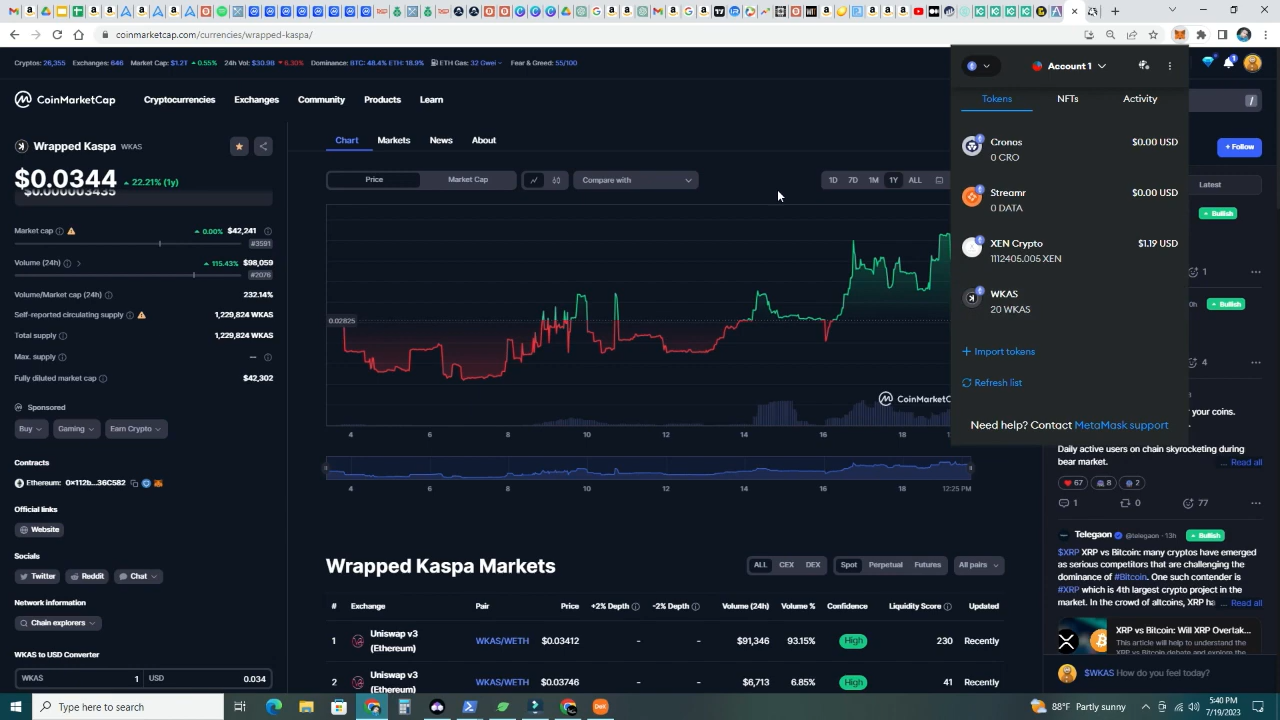 coinmarketcap.com/currencies/wrapped-kaspa/
Cryptos: 26,355 Exchanges: 646 Market Cap: $1.2T 0.55% 24h Vol: $30.9B 6.30% Dominance: BTC: 48.4% ETH: 18.9% ETH Gas: 32 Gwei Fear & Greed: 55/100
CoinMarketCap Cryptocurrencies Exchanges Community Products Learn
Wrapped Kaspa WKAS
$0.0344 22.21% (1y)
Market cap 0.00% $42,241
#3591
Volume (24h) 115.43% $98,059
#2076
Volume/Market cap (24h) 232.14%
Self-reported circulating supply 1,229,824 WKAS
Total supply 1,229,824 WKAS
Max. supply --
Fully diluted market cap $42,302
Sponsored
Buy Gaming Earn Crypto
Contracts
Ethereum: 0x112b...36C582
Official links
Website
Socials
Twitter Reddit Chat
Network information
Chain explorers
WKAS to USD Converter
WKAS 1 USD 0.034
Chart Markets News About
Price Market Cap Compare with 1D 7D 1M 1Y ALL
0.02825
CoinMarketC
4 6 8 10 12 14 16 18
4 6 8 10 12 14 16 18 12:25 PM
Wrapped Kaspa Markets
ALL CEX DEX Spot Perpetual Futures All pairs
# Exchange Pair Price +2% Depth -2% Depth Volume (24h) Volume % Confidence Liquidity Score Updated
1 Uniswap v3 (Ethereum) WKAS/WETH $0.03412 - - $91,346 93.15% High 230 Recently
2 Uniswap v3 (Ethereum) WKAS/WETH $0.03746 - - $6,713 6.85% High 41 Recently
Account 1
Tokens NFTs Activity
Cronos $0.00 USD
0 CRO
Streamr $0.00 USD
0 DATA
XEN Crypto $1.19 USD
1112405.005 XEN
WKAS
20 WKAS
+ Import tokens
Refresh list
Need help? Contact MetaMask support
/
+ Follow
Latest
Bullish
1
Bullish
4
your coins.
Daily active users on chain skyrocketing during
bear market. ... Read all
67 8 2
1 0 77
Telegaon @telegaon · 13h Bullish
$XRP XRP vs Bitcoin: many cryptos have emerged
as serious competitors that are challenging the
dominance of #Bitcoin. One such contender is
#XRP which is 4th largest crypto project in the
market. In the crowd of altcoins, XRP ha ... Read all
XRP vs Bitcoin: Will XRP Overtak...
This article will help to understand the
XRP vs Bitcoin debate and explore the
$WKAS How do you feel today?
Type here to search
88°F Partly sunny
5:40 PM
7/19/2023